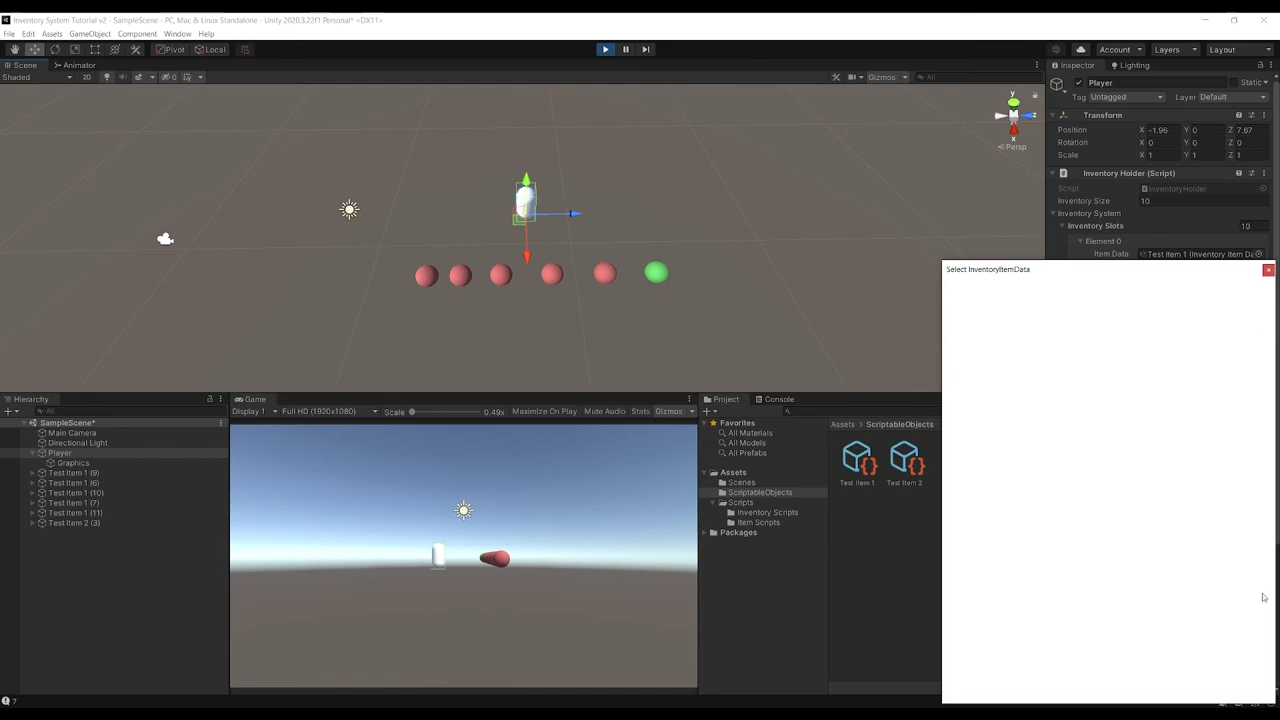 Inventory System Tutorial v2 - SampleScene - PC, Mac & Linux Standalone - Unity 2020.3.22f1 Personal* <DX11>
File Edit Assets GameObject Component Window Help
Pivot Local Account Layers Layout
Scene Animator
Inspector Lighting
Shaded 2D 0 Gizmos All
Player Static
Tag Untagged Layer Default
Transform
Position X -1.96 Y 0 Z 7.67
Rotation X 0 Y 0 Z 0
Scale X 1 Y 1 Z 1
y
z
x
Persp
Inventory Holder (Script)
Script InventoryHolder
Inventory Size 10
Inventory System
Inventory Slots 10
Element 0
Item Data Test Item 1 (Inventory Item Da
Select InventoryItemData
Hierarchy
All
SampleScene*
Main Camera
Directional Light
Player
Graphics
Test Item 1 (9)
Test Item 1 (6)
Test Item 1 (10)
Test Item 1 (7)
Test Item 1 (11)
Test Item 2 (3)
Game
Display 1 Full HD (1920x1080) Scale 0.49x Maximize On Play Mute Audio Stats Gizmos
Project Console
Favorites
All Materials
All Models
All Prefabs
Assets
Scenes
ScriptableObjects
Scripts
Inventory Scripts
Item Scripts
Packages
Assets ScriptableObjects
Test Item 1 Test Item 2
7